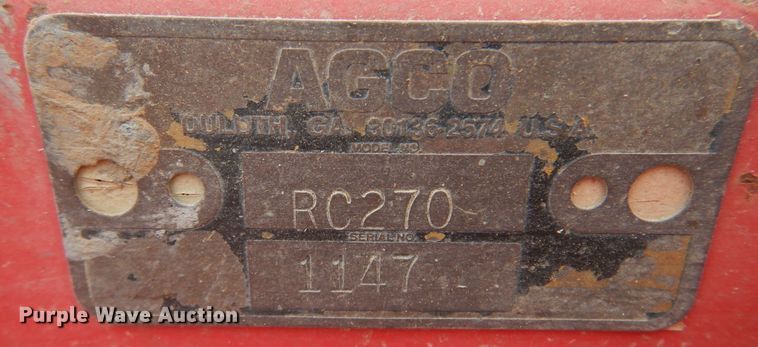 AGCO
DULUTH, GA. 30136-2574 U.S.A.
MODEL NO.
RC270
SERIAL NO.
1147
Purple Wave Auction